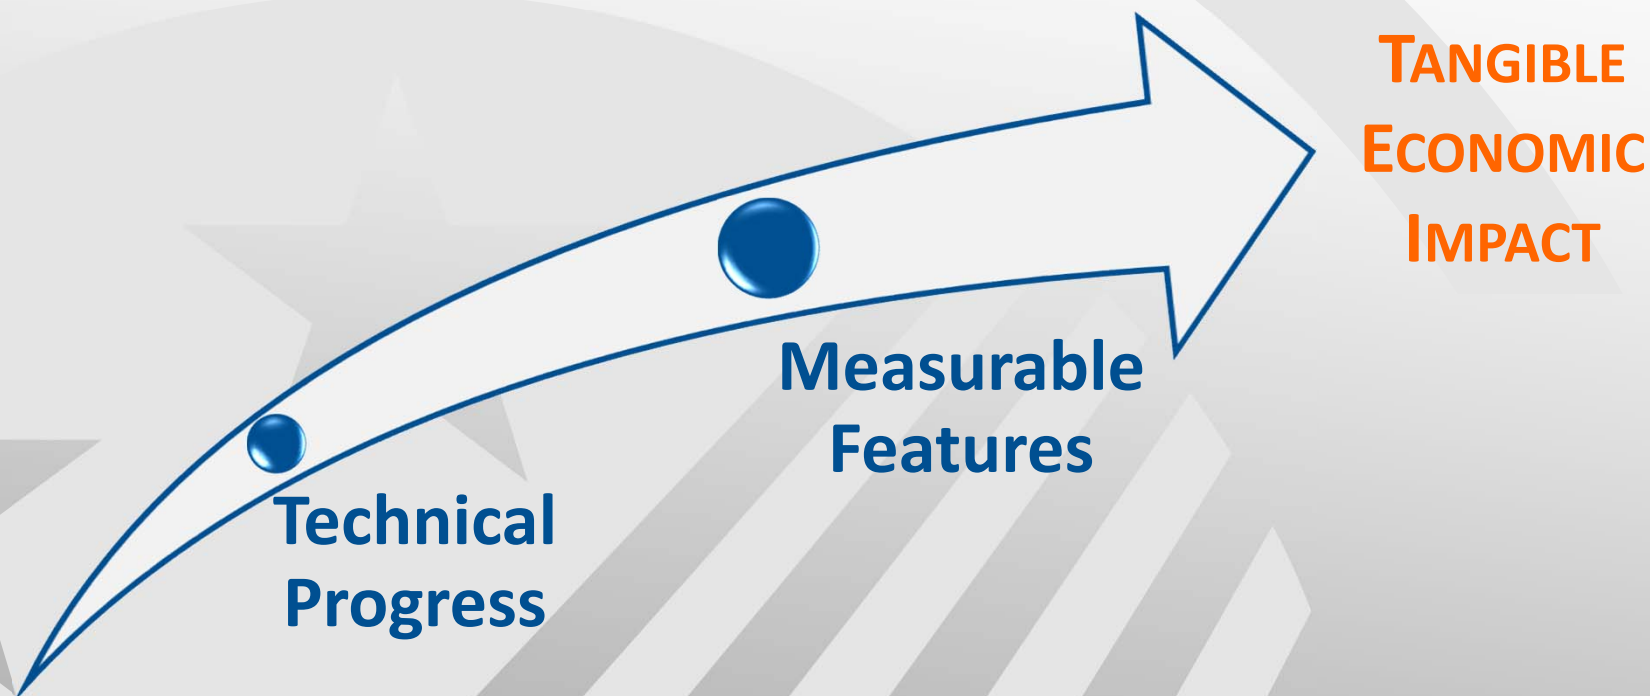 TANGIBLE
ECONOMIC
IMPACT
Measurable
Features
Technical
Progress